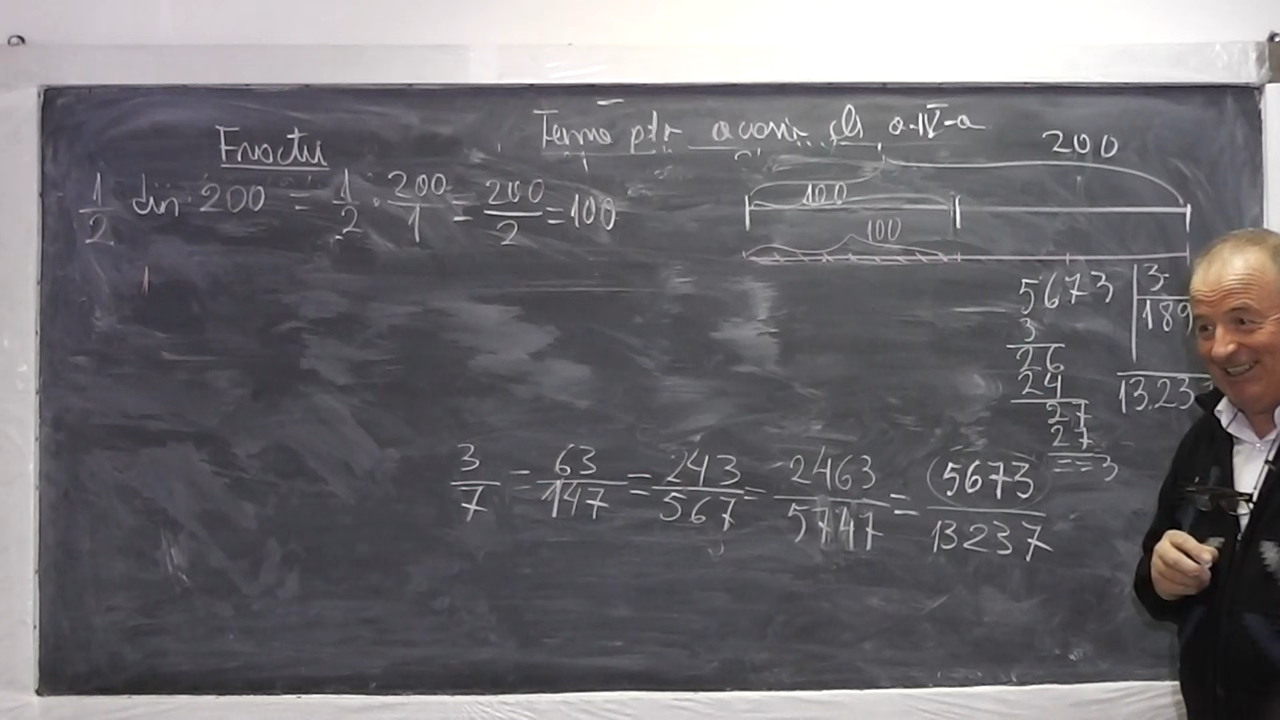 Temă ptr acasă cls a-IV-a
Fracții
1/2 din 200 = 1/2 · 200/1 = 200/2 = 100
200
100
100
5673 | 3
189
3
26
24
13.23
27
27
==3
3/7 = 63/147 = 243/567 = 2463/5747 = (5673)/13237